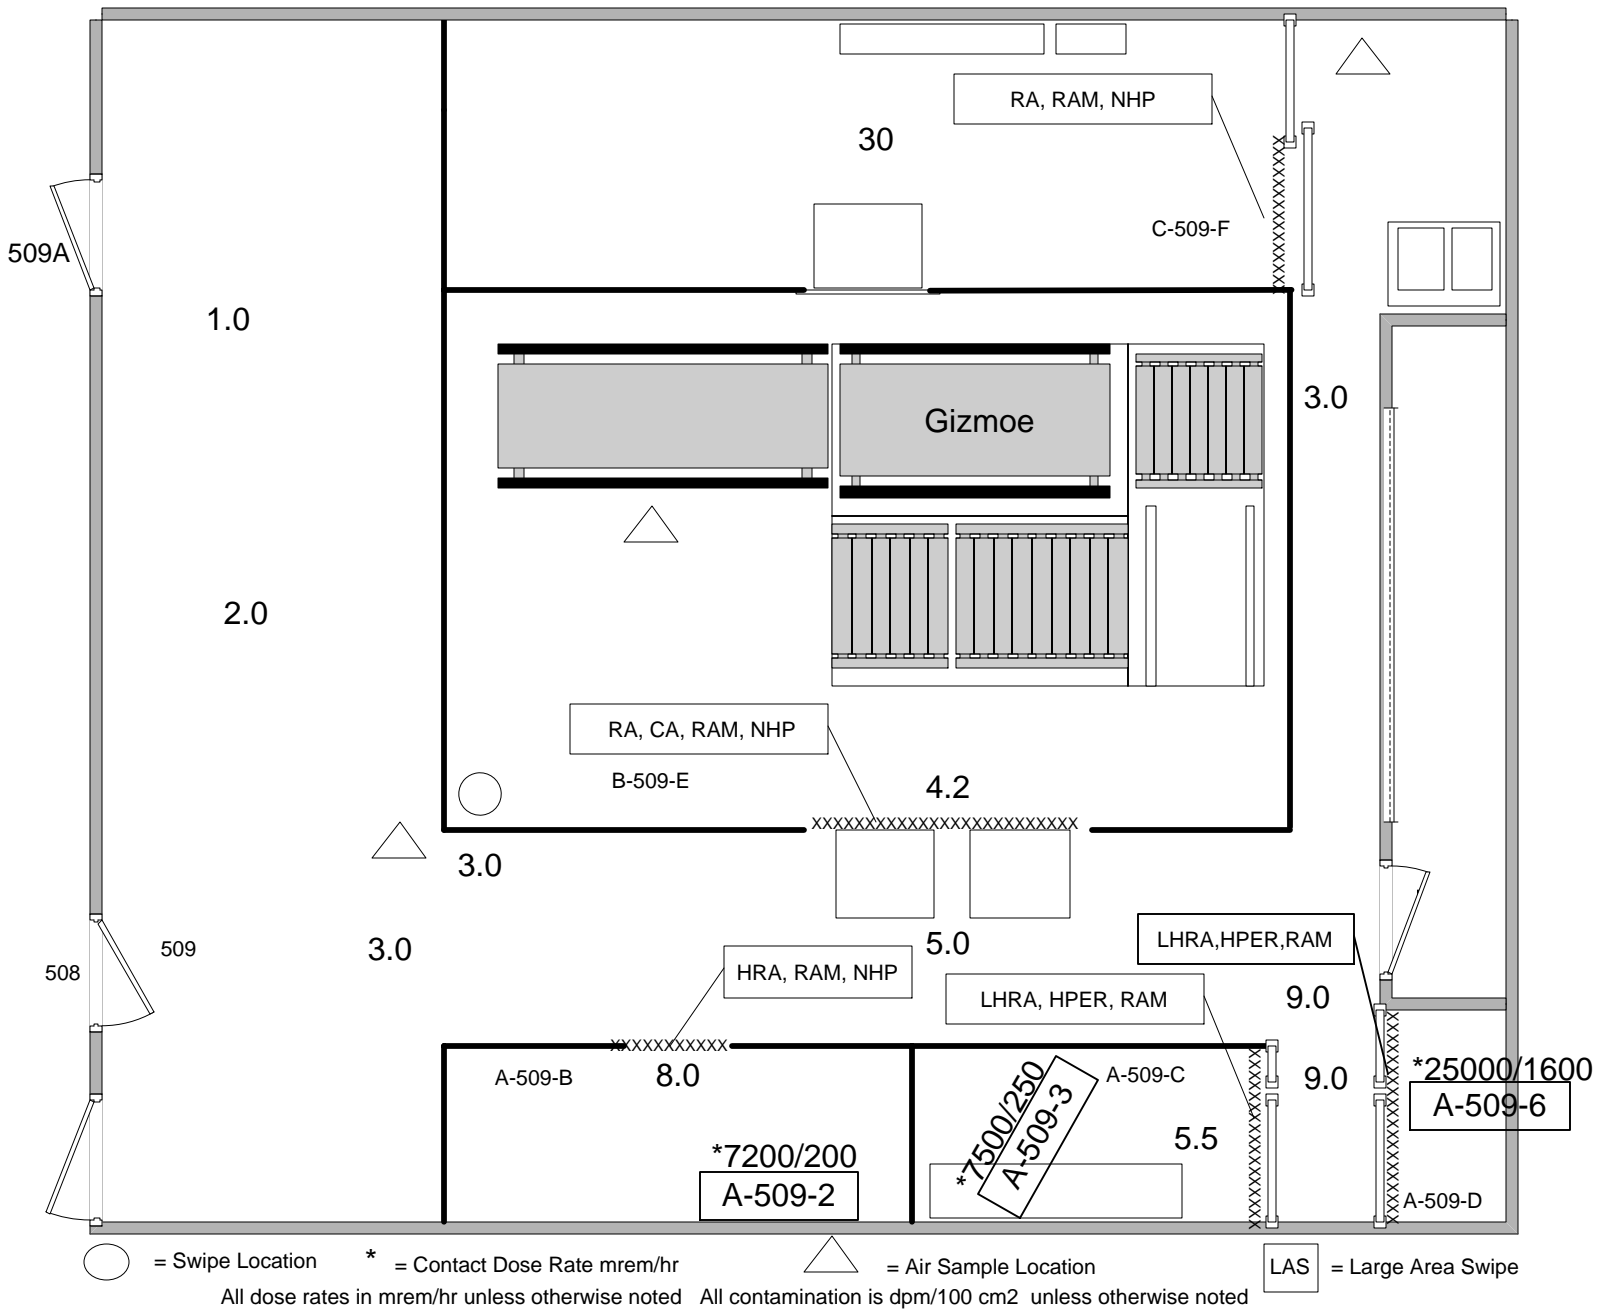 RA, RAM, NHP
30
C-509-F
509A
1.0
3.0
Gizmoe
2.0
RA, CA, RAM, NHP
B-509-E
4.2
XXXXXXXXXXXXXXXXXXXXXXX
3.0
3.0
5.0
LHRA,HPER,RAM
509
508
HRA, RAM, NHP
LHRA, HPER, RAM
9.0
XXXXXXXXXXX
A-509-B
8.0
A-509-C
9.0
*25000/1600
A-509-6
*7500/250
A-509-3
5.5
*7200/200
A-509-2
A-509-D
= Swipe Location
* = Contact Dose Rate mrem/hr
= Air Sample Location
LAS = Large Area Swipe
All dose rates in mrem/hr unless otherwise noted All contamination is dpm/100 cm2 unless otherwise noted